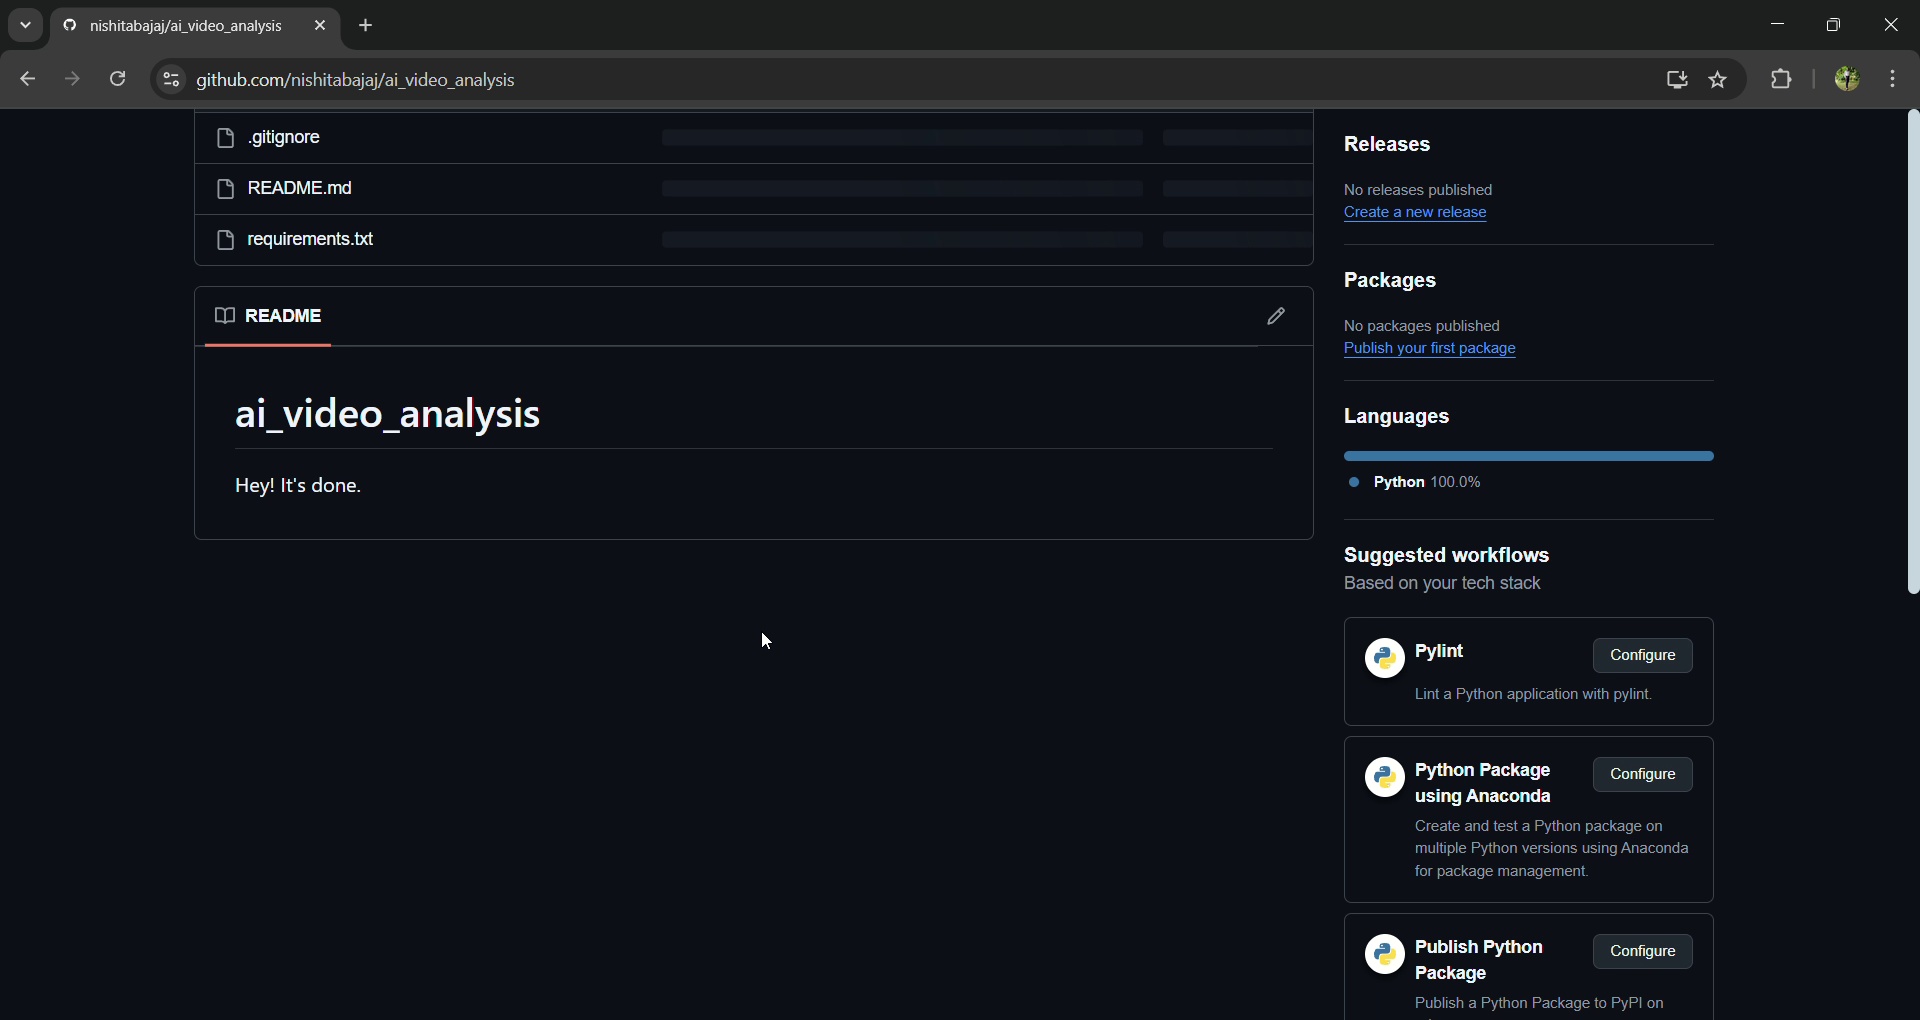 nishitabajaj/ai_video_analysis
github.com/nishitabajaj/ai_video_analysis
.gitignore
README.md
requirements.txt
README
ai_video_analysis
Hey! It's done.
Releases
No releases published
Create a new release
Packages
No packages published
Publish your first package
Languages
Python 100.0%
Suggested workflows
Based on your tech stack
Pylint
Configure
Lint a Python application with pylint.
Python Package
using Anaconda
Configure
Create and test a Python package on
multiple Python versions using Anaconda
for package management.
Publish Python
Package
Configure
Publish a Python Package to PyPI on